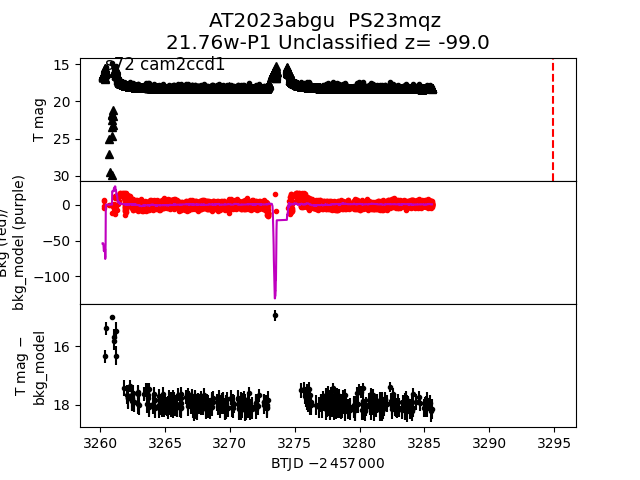 AT2023abgu PS23mqz
21.76w-P1 Unclassified z= -99.0
s72 cam2ccd1
T mag
15
20
25
30
Bkg (red)/
bkg_model (purple)
0
−50
−100
T mag −
bkg_model
16
18
3260 3265 3270 3275 3280 3285 3290 3295
BTJD −2 457 000